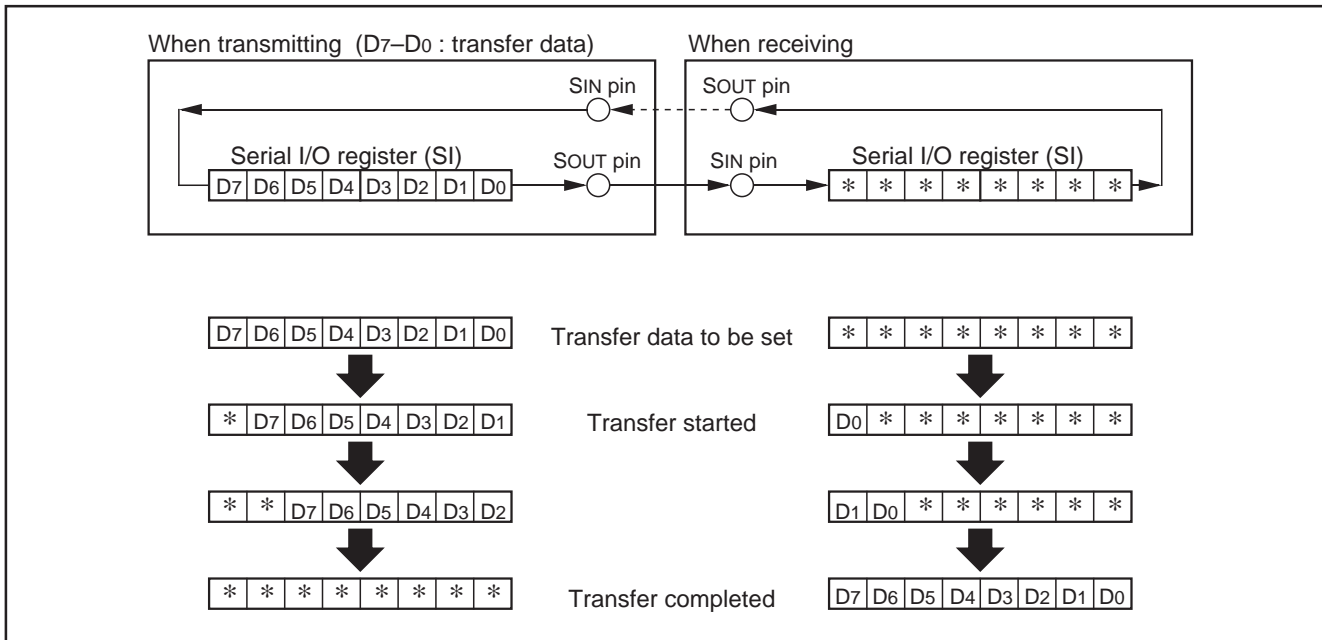 When transmitting (D7–D0 : transfer data) When receiving
SIN pin SOUT pin
Serial I/O register (SI) SOUT pin SIN pin Serial I/O register (SI)
D7 D6 D5 D4 D3 D2 D1 D0 * * * * * * * *
D7 D6 D5 D4 D3 D2 D1 D0 Transfer data to be set * * * * * * * *
* D7 D6 D5 D4 D3 D2 D1 Transfer started D0 * * * * * * *
* * D7 D6 D5 D4 D3 D2 D1 D0 * * * * * *
* * * * * * * * Transfer completed D7 D6 D5 D4 D3 D2 D1 D0